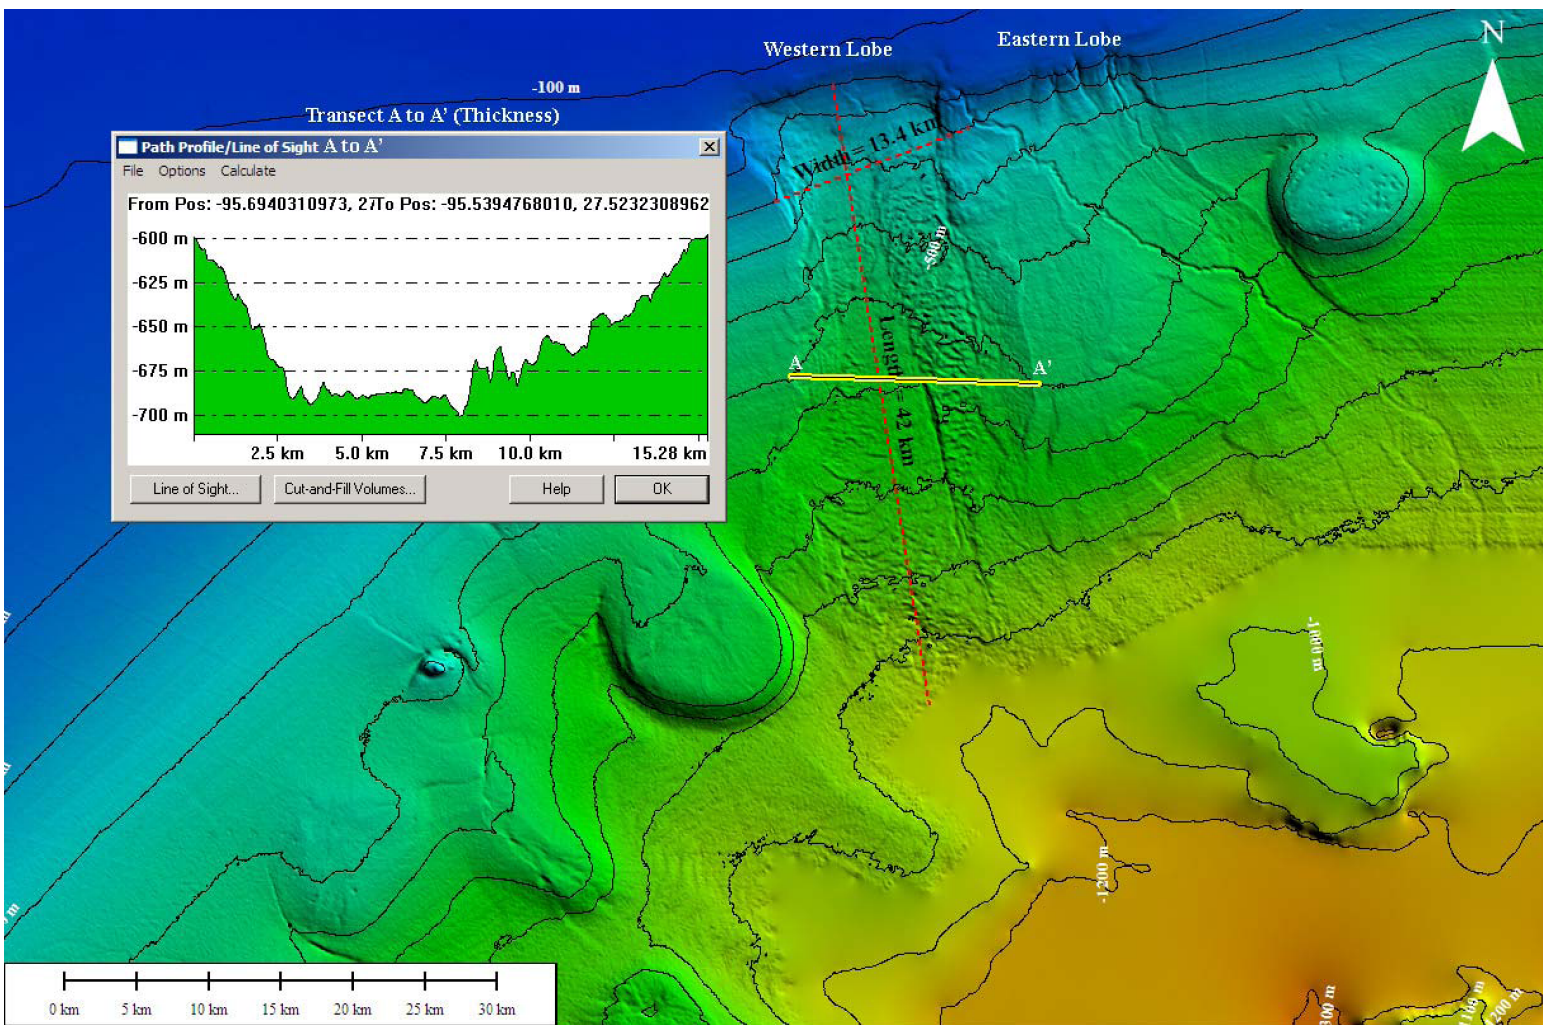 Western Lobe
Eastern Lobe
N
-100 m
Transect A to A' (Thickness)
Path Profile/Line of Sight A to A'
File Options Calculate
From Pos: -95.6940310973, 27To Pos: -95.5394768010, 27.5232308962
-600 m
-625 m
-650 m
-675 m
-700 m
2.5 km 5.0 km 7.5 km 10.0 km 15.28 km
Line of Sight... Cut-and-Fill Volumes... Help OK
Width = 13.4 km
-500 m
Length = 42 km
A
A'
-1000 m
-1200 m
m
-1200 m
0 km 5 km 10 km 15 km 20 km 25 km 30 km